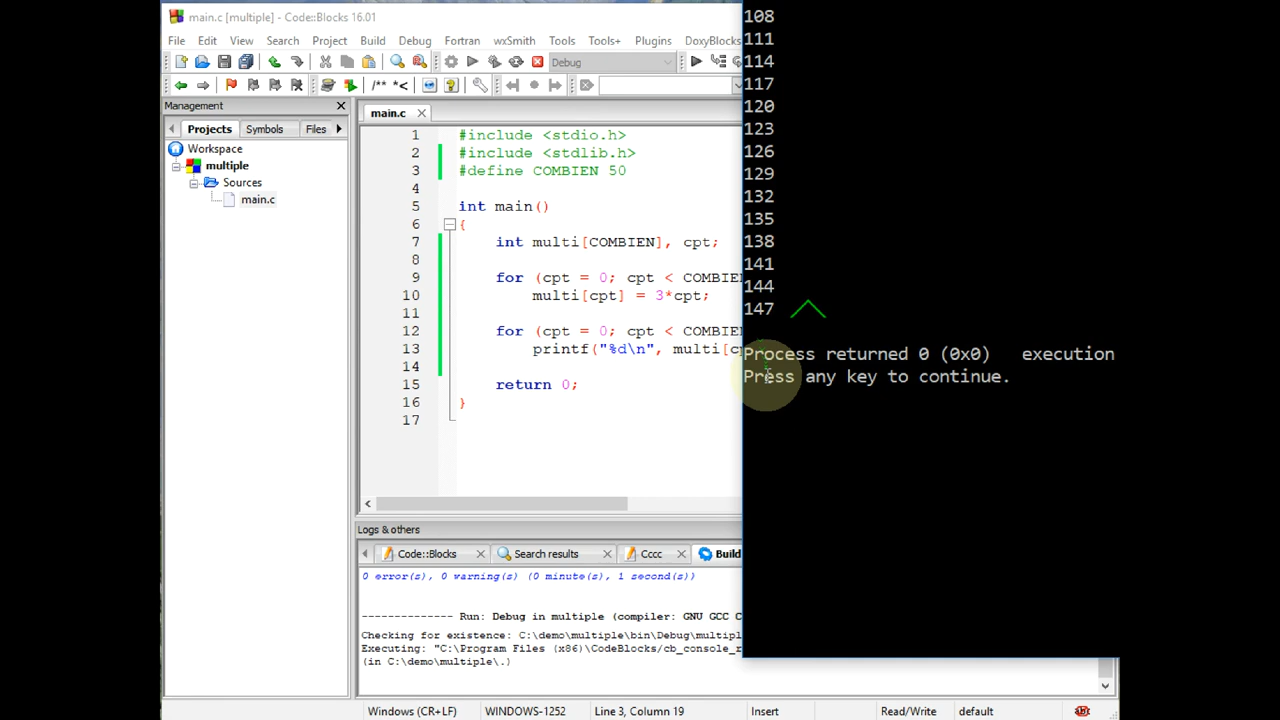 main.c [multiple] - Code::Blocks 16.01
File Edit View Search Project Build Debug Fortran wxSmith Tools Tools+ Plugins DoxyBlocks
Debug
/** *<
Management
Projects Symbols Files
Workspace
multiple
Sources
main.c
main.c
1 #include <stdio.h>
2 #include <stdlib.h>
3 #define COMBIEN 50
4
5 int main()
6 {
7 int multi[COMBIEN], cpt;
8
9 for (cpt = 0; cpt < COMBIEN
10 multi[cpt] = 3*cpt;
11
12 for (cpt = 0; cpt < COMBIEN
13 printf("%d\n", multi[cp
14
15 return 0;
16 }
17
Logs & others
Code::Blocks Search results Cccc Build
0 error(s), 0 warning(s) (0 minute(s), 1 second(s))
-------------- Run: Debug in multiple (compiler: GNU GCC C
Checking for existence: C:\demo\multiple\bin\Debug\multipl
Executing: "C:\Program Files (x86)\CodeBlocks/cb_console_r
(in C:\demo\multiple\.)
Windows (CR+LF) WINDOWS-1252 Line 3, Column 19 Insert Read/Write default
108
111
114
117
120
123
126
129
132
135
138
141
144
147
Process returned 0 (0x0) execution
Press any key to continue.